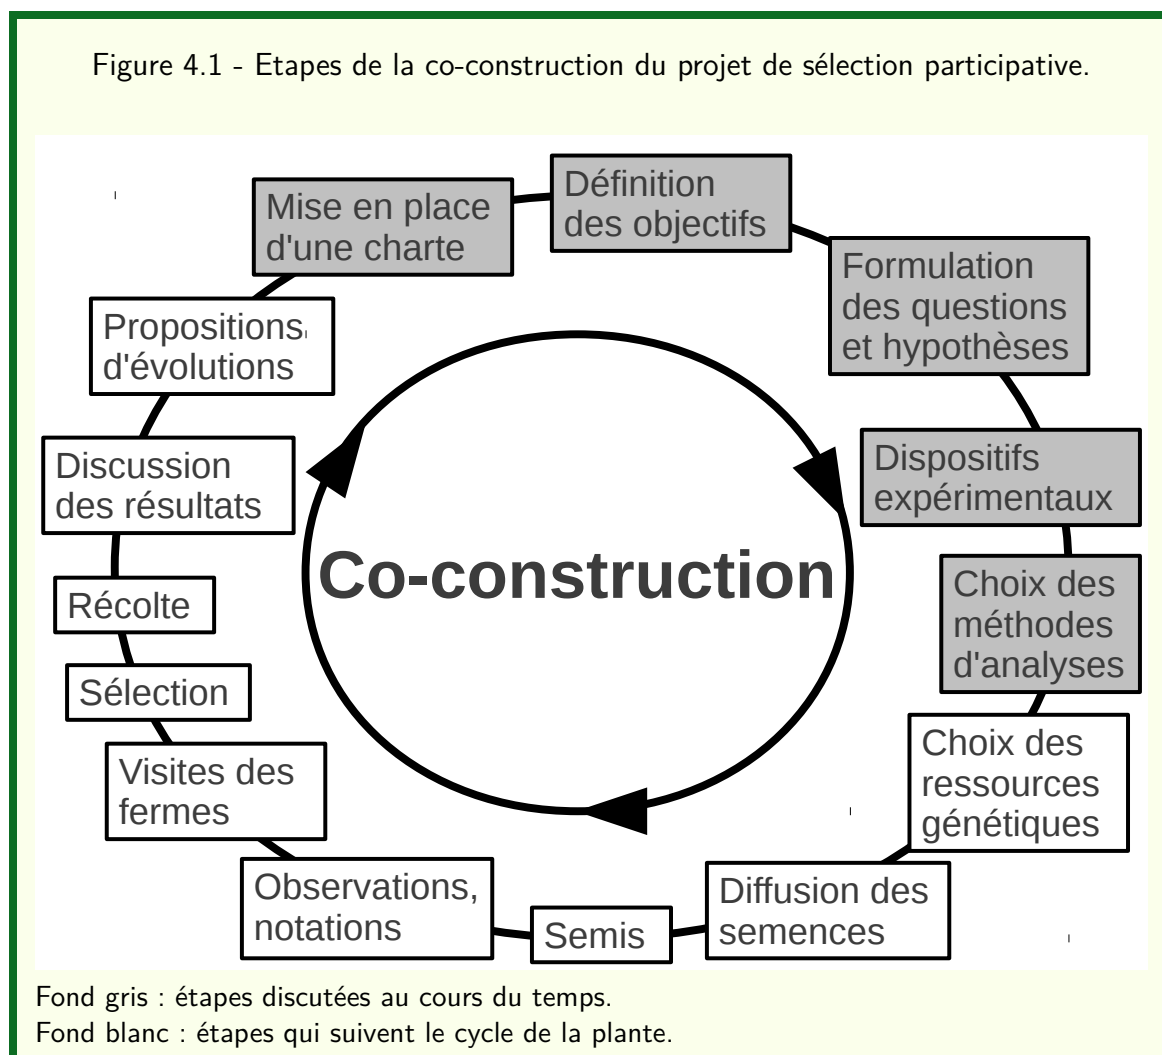 Figure 4.1 - Etapes de la co-construction du projet de sélection participative.
Mise en place
d'une charte
Définition
des objectifs
Formulation
des questions
et hypothèses
Dispositifs
expérimentaux
Choix des
méthodes
d'analyses
Choix des
ressources
génétiques
Diffusion des
semences
Semis
Observations,
notations
Visites des
fermes
Sélection
Récolte
Discussion
des résultats
Propositions
d'évolutions
Co-construction
Fond gris : étapes discutées au cours du temps.
Fond blanc : étapes qui suivent le cycle de la plante.